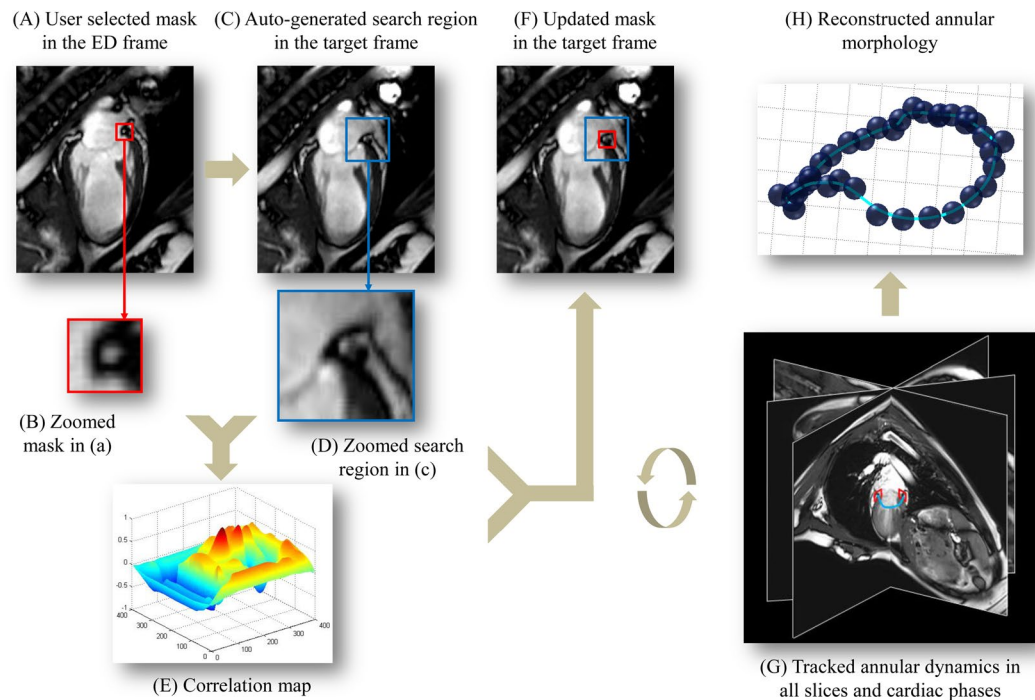 (A) User selected mask
in the ED frame
(C) Auto-generated search region
in the target frame
(F) Updated mask
in the target frame
(H) Reconstructed annular
morphology
(B) Zoomed
mask in (a)
(D) Zoomed search
region in (c)
1
0.5
0
-0.5
-1
400
300
200
100
0
0
100
200
300
400
(E) Correlation map
(G) Tracked annular dynamics in
all slices and cardiac phases